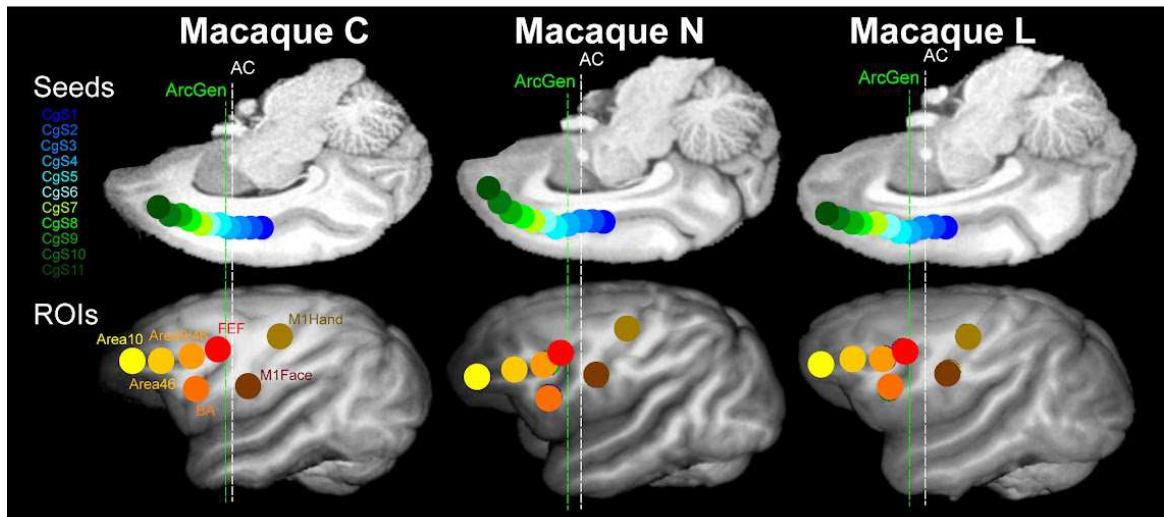 Macaque C
Macaque N
Macaque L
AC
AC
AC
ArcGen
ArcGen
ArcGen
Seeds
CgS1
CgS2
CgS3
CgS4
CgS5
CgS6
CgS7
CgS8
CgS9
CgS10
CgS11
ROIs
FEF
M1Hand
Area10
Area46
M1Face
BA